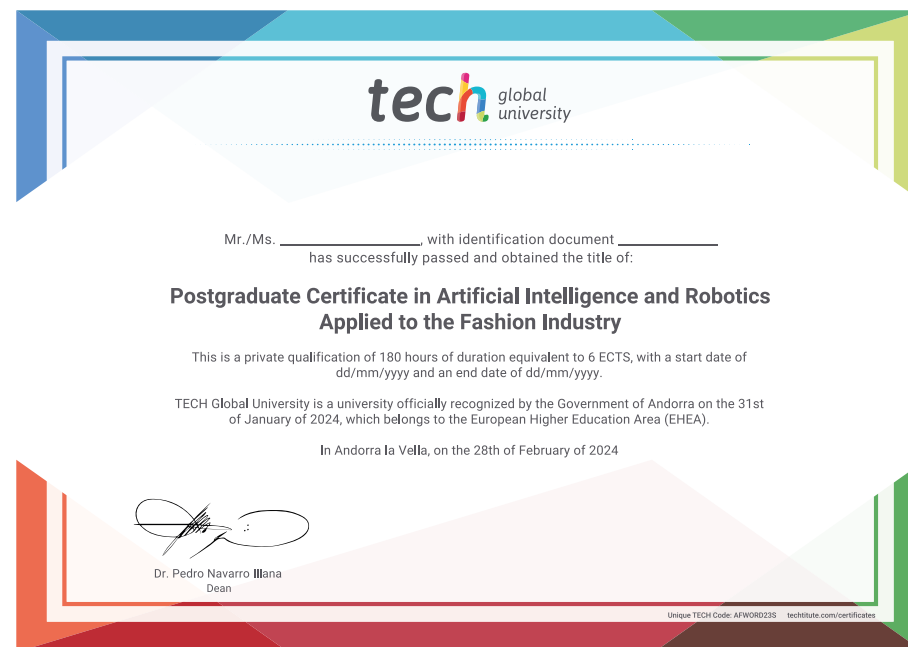 tech global
university
Mr./Ms. ____________________, with identification document ______________
has successfully passed and obtained the title of:
Postgraduate Certificate in Artificial Intelligence and Robotics
Applied to the Fashion Industry
This is a private qualification of 180 hours of duration equivalent to 6 ECTS, with a start date of
dd/mm/yyyy and an end date of dd/mm/yyyy.
TECH Global University is a university officially recognized by the Government of Andorra on the 31st
of January of 2024, which belongs to the European Higher Education Area (EHEA).
In Andorra la Vella, on the 28th of February of 2024
Dr. Pedro Navarro Illana
Dean
Unique TECH Code: AFWORD23S techtitute.com/certificates